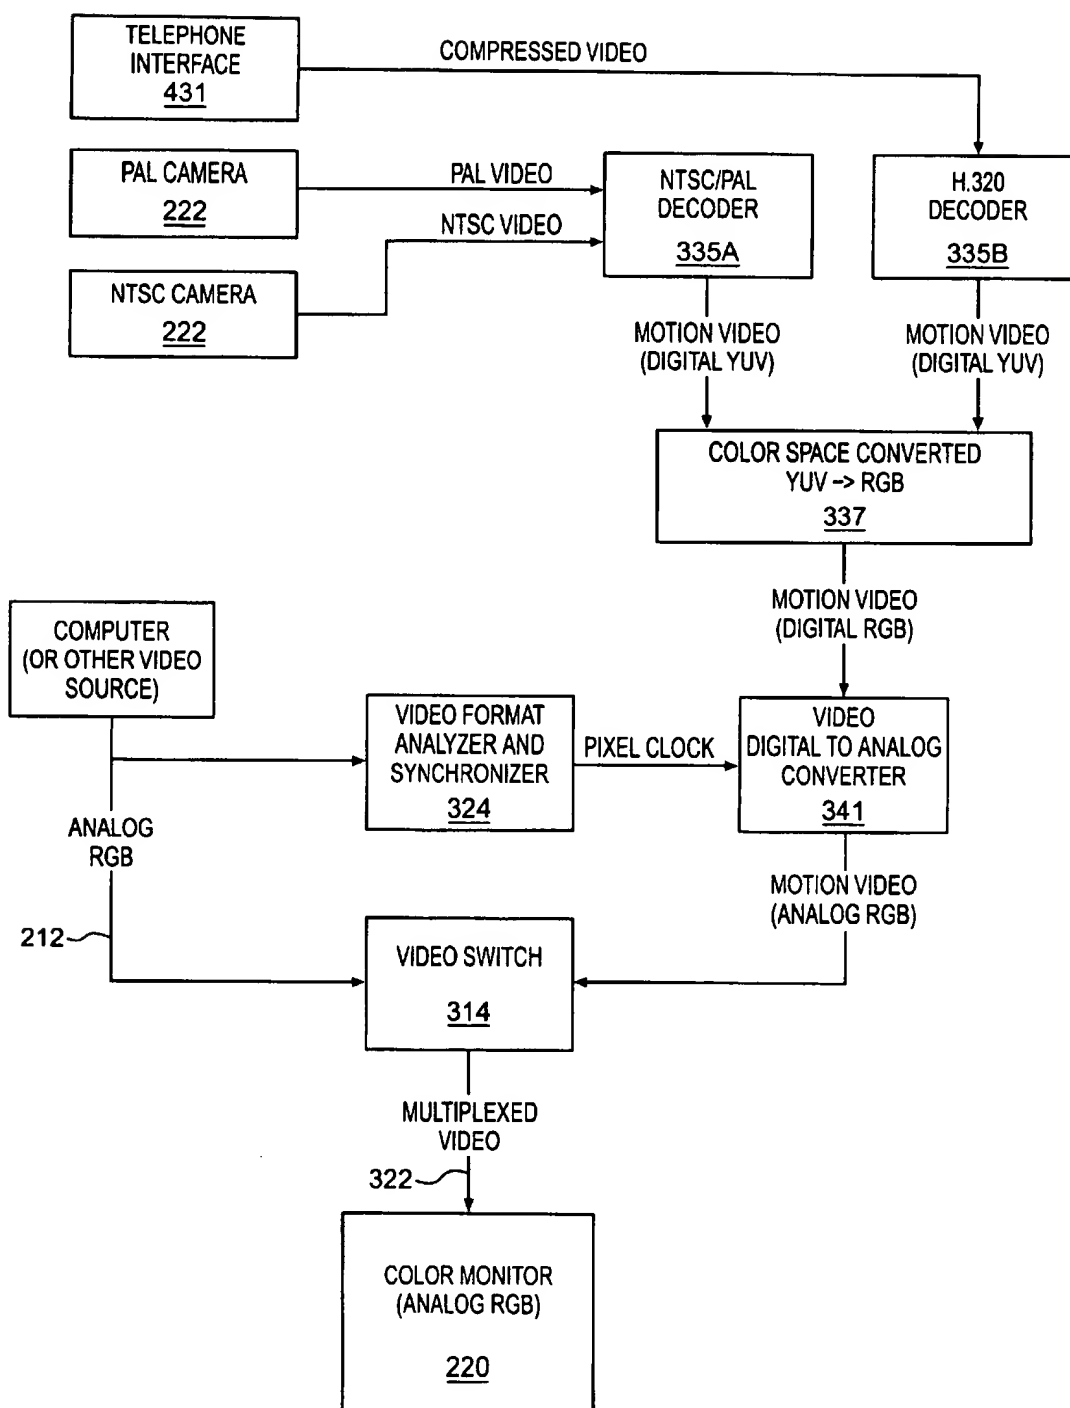 TELEPHONE
INTERFACE
431
COMPRESSED VIDEO
PAL CAMERA
222
PAL VIDEO
NTSC VIDEO
NTSC CAMERA
222
NTSC/PAL
DECODER
335A
H.320
DECODER
335B
MOTION VIDEO
(DIGITAL YUV)
MOTION VIDEO
(DIGITAL YUV)
COLOR SPACE CONVERTED
YUV -> RGB
337
MOTION VIDEO
(DIGITAL RGB)
COMPUTER
(OR OTHER VIDEO
SOURCE)
VIDEO FORMAT
ANALYZER AND
SYNCHRONIZER
324
PIXEL CLOCK
VIDEO
DIGITAL TO ANALOG
CONVERTER
341
ANALOG
RGB
MOTION VIDEO
(ANALOG RGB)
212
VIDEO SWITCH
314
MULTIPLEXED
VIDEO
322
COLOR MONITOR
(ANALOG RGB)
220